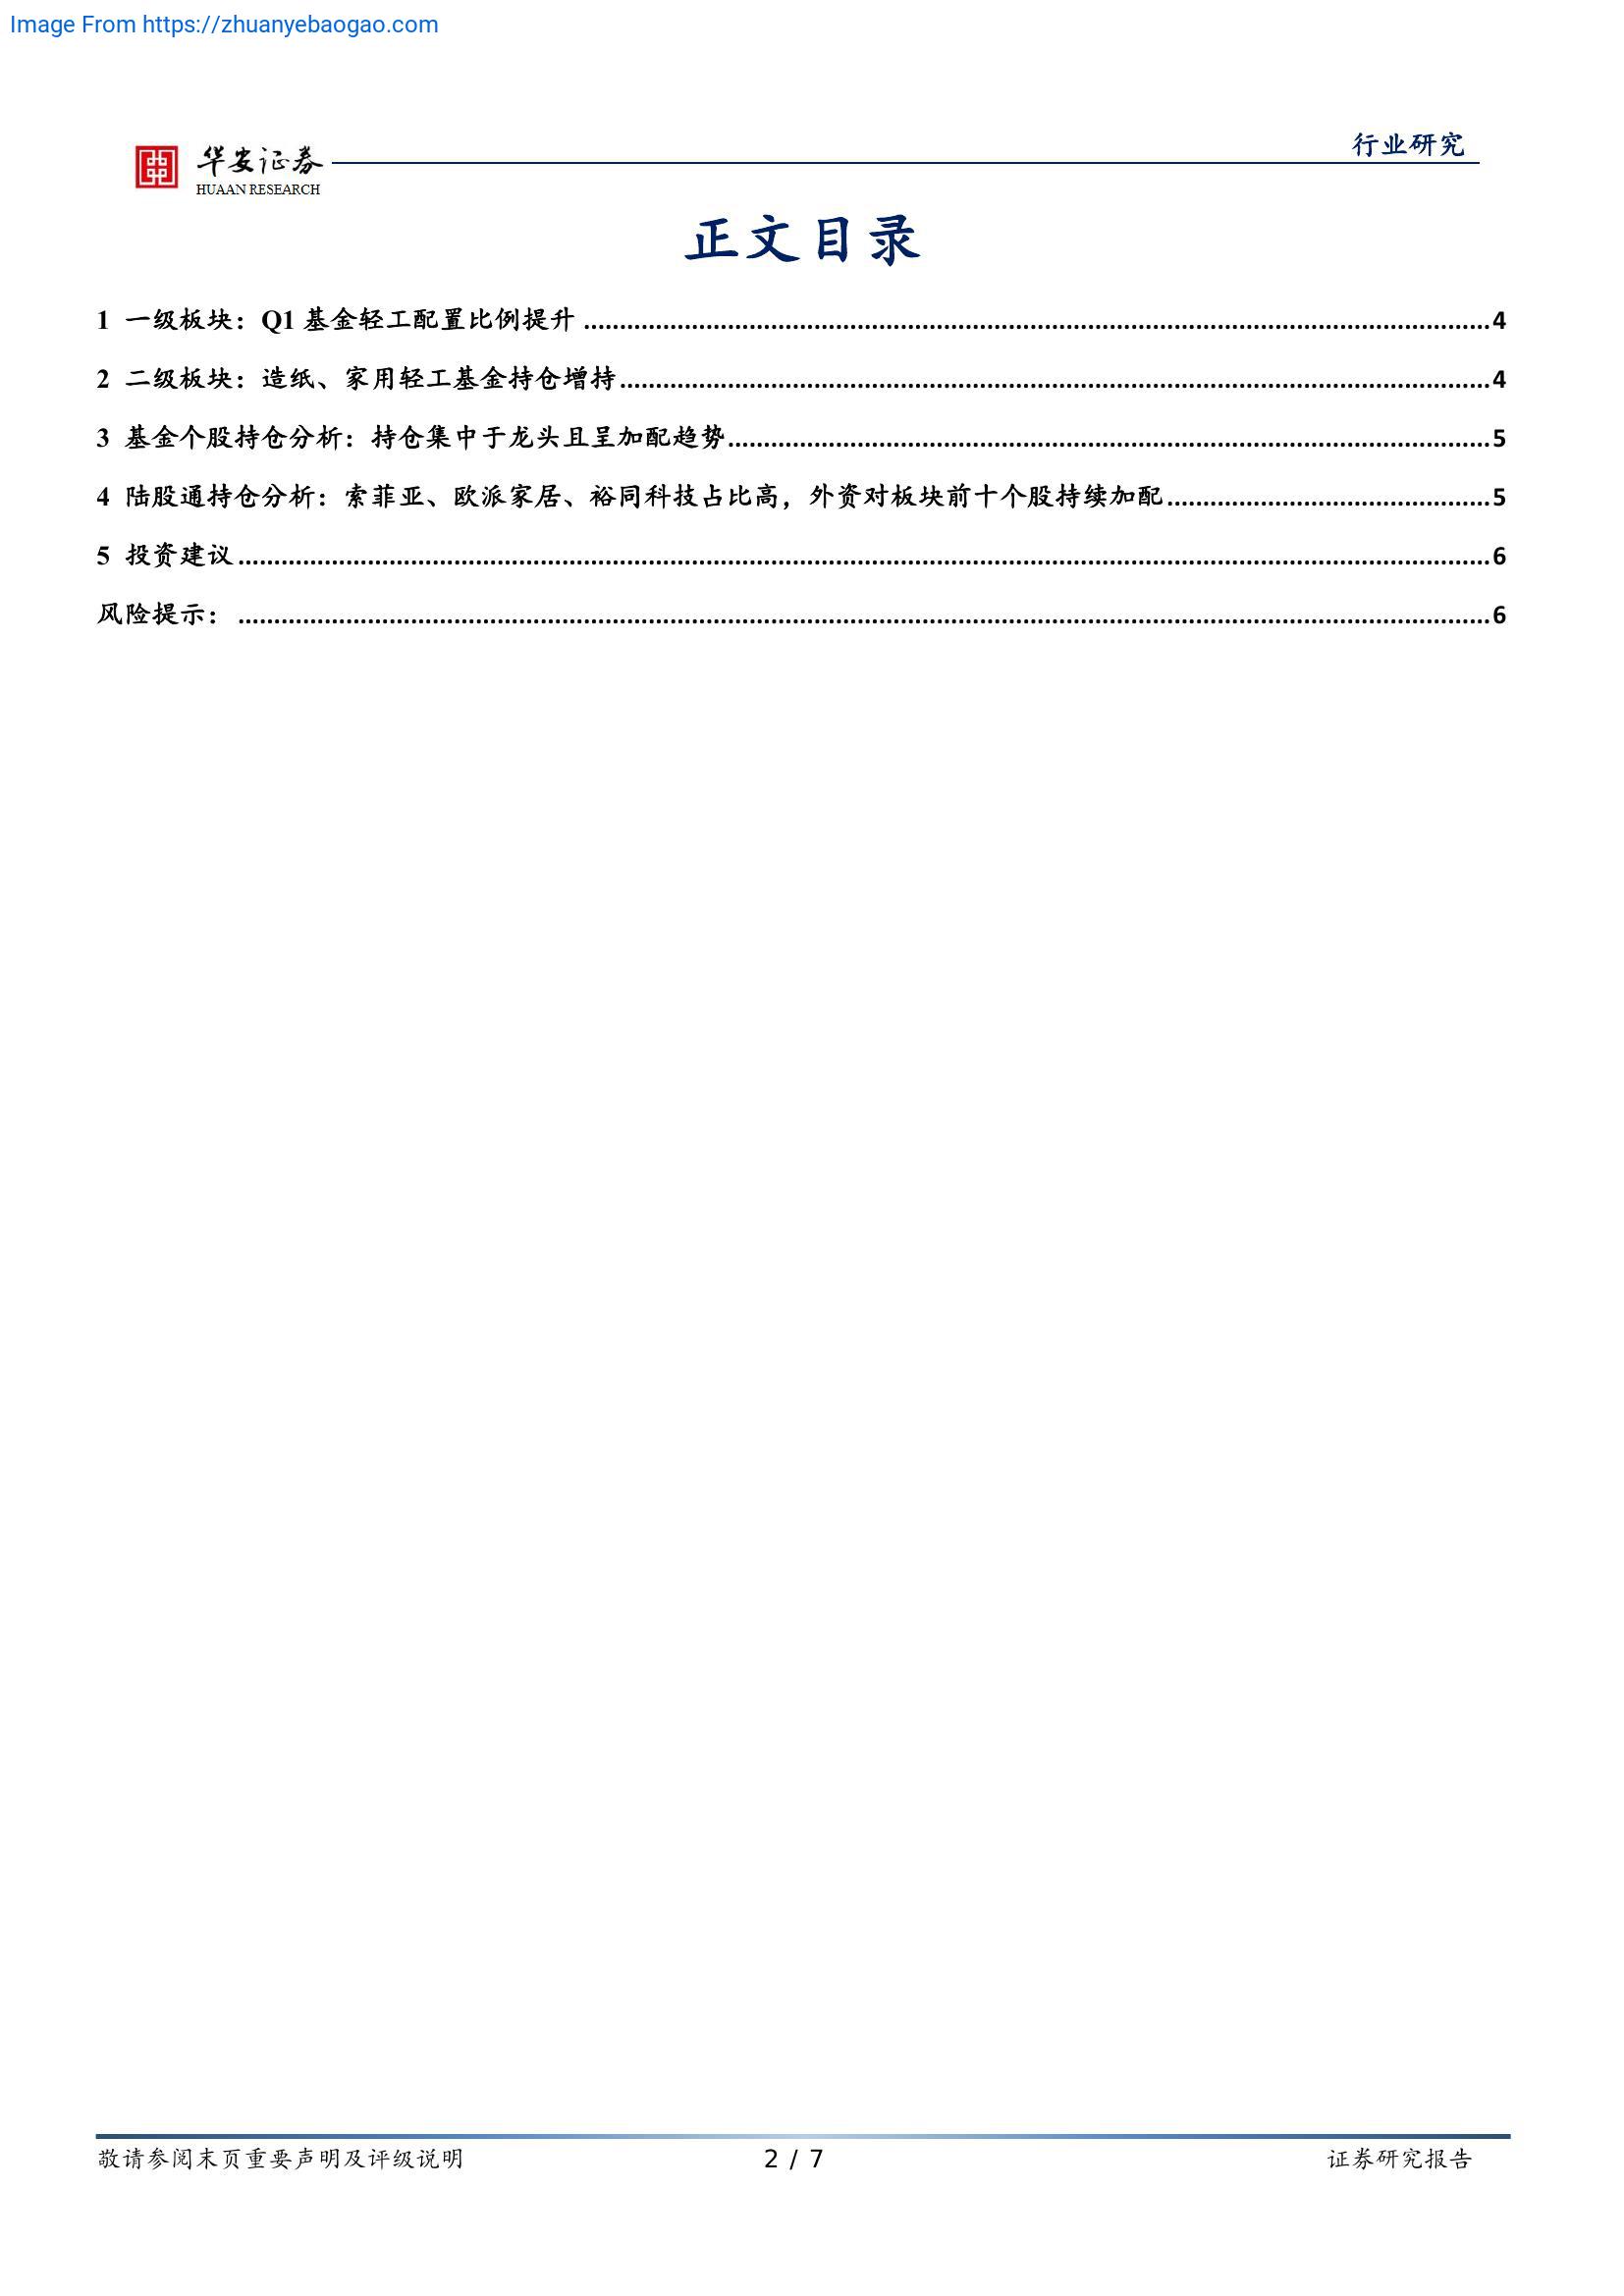 Image From https://zhuanyebaogao.com
行业研究
华安证券
HUAAN RESEARCH
正文目录
1 一级板块：Q1 基金轻工配置比例提升 ........................ 4
2 二级板块：造纸、家用轻工基金持仓增持 ........................ 4
3 基金个股持仓分析：持仓集中于龙头且呈加配趋势 ........................ 5
4 陆股通持仓分析：索菲亚、欧派家居、裕同科技占比高，外资对板块前十个股持续加配 ........................ 5
5 投资建议 ........................ 6
风险提示： ........................ 6
敬请参阅末页重要声明及评级说明
2 / 7
证券研究报告